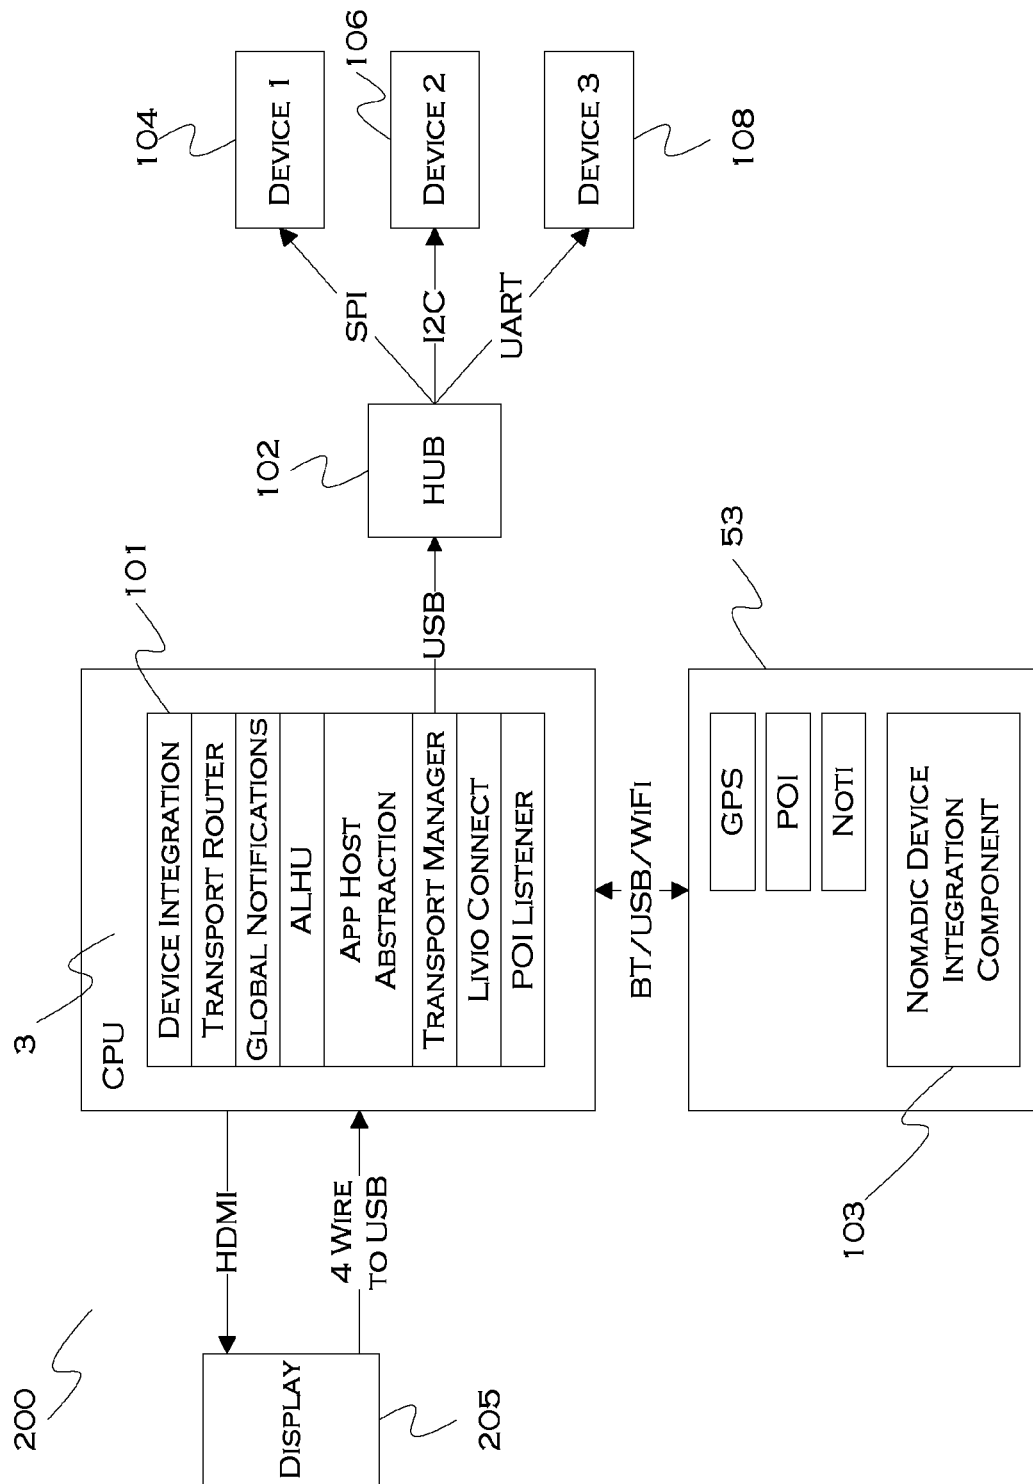 200
DISPLAY
205
HDMI
4 WIRE
TO USB
3
CPU
DEVICE INTEGRATION
TRANSPORT ROUTER
GLOBAL NOTIFICATIONS
ALHU
APP HOST
ABSTRACTION
TRANSPORT MANAGER
LIVIO CONNECT
POI LISTENER
101
USB
102
HUB
SPI
I2C
UART
104
DEVICE 1
106
DEVICE 2
DEVICE 3
108
BT/USB/WIFI
53
GPS
POI
NOTI
NOMADIC DEVICE
INTEGRATION
COMPONENT
103